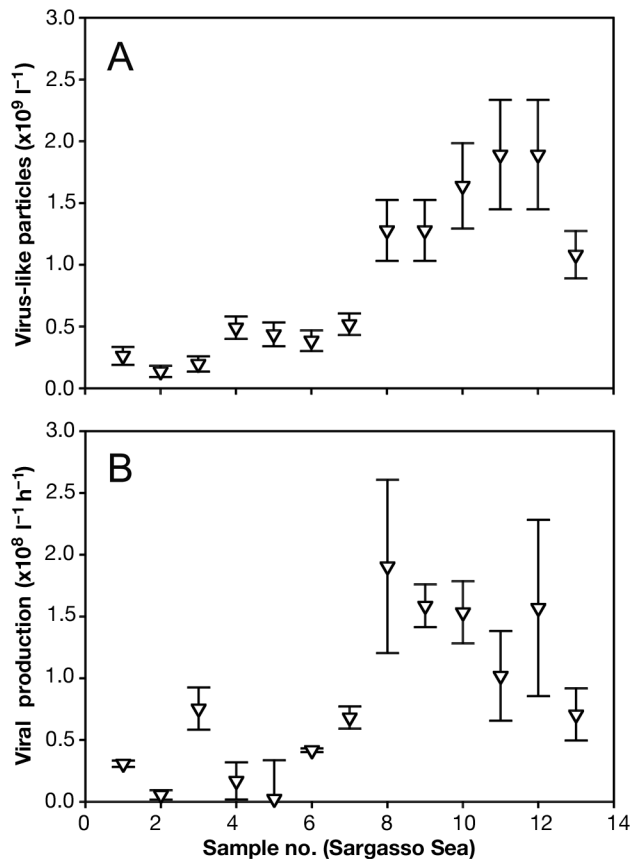 A
Virus-like particles (x10⁹ l⁻¹)
3.0
2.5
2.0
1.5
1.0
0.5
0.0
B
Viral production (x10⁸ l⁻¹ h⁻¹)
3.0
2.5
2.0
1.5
1.0
0.5
0.0
0 2 4 6 8 10 12 14
Sample no. (Sargasso Sea)